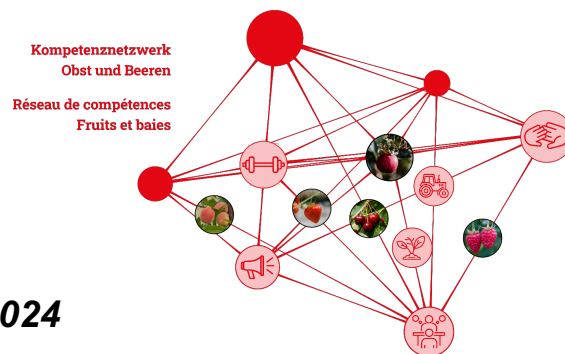 Kompetenznetzwerk
Obst und Beeren
Réseau de compétences
Fruits et baies
024